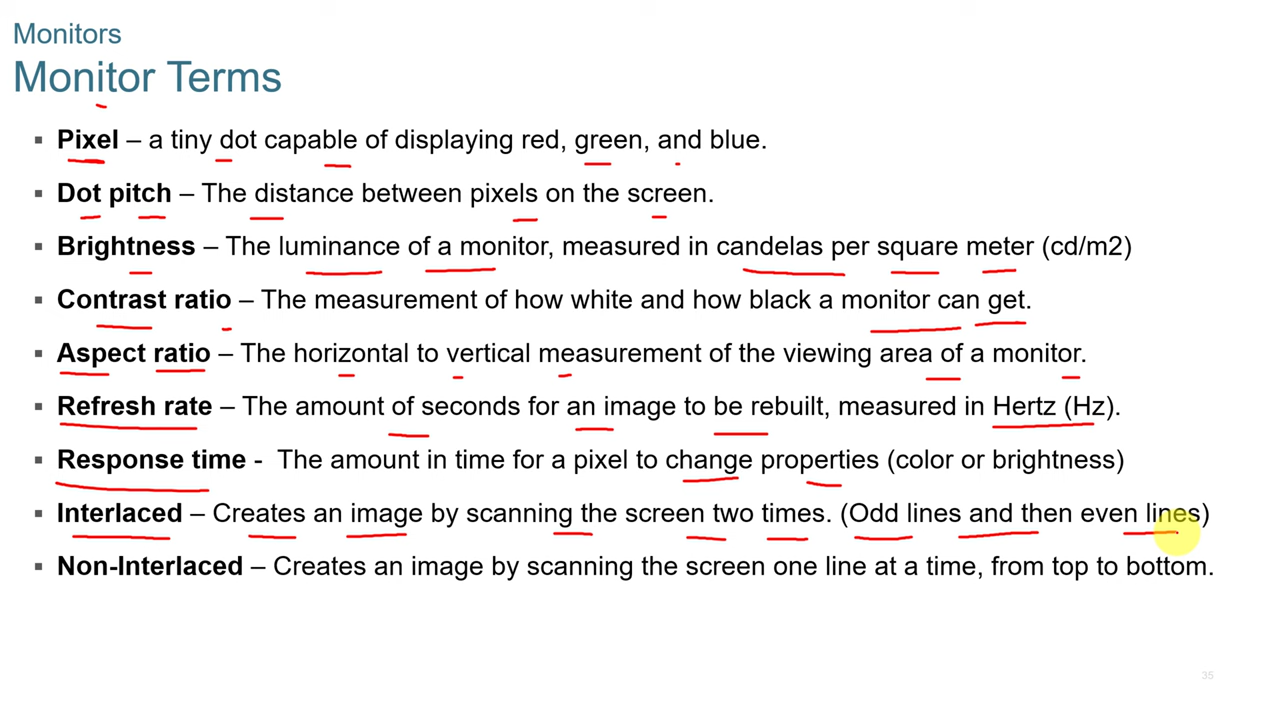 Monitors
Monitor Terms
▪ Pixel – a tiny dot capable of displaying red, green, and blue.
▪ Dot pitch – The distance between pixels on the screen.
▪ Brightness – The luminance of a monitor, measured in candelas per square meter (cd/m2)
▪ Contrast ratio – The measurement of how white and how black a monitor can get.
▪ Aspect ratio – The horizontal to vertical measurement of the viewing area of a monitor.
▪ Refresh rate – The amount of seconds for an image to be rebuilt, measured in Hertz (Hz).
▪ Response time - The amount in time for a pixel to change properties (color or brightness)
▪ Interlaced – Creates an image by scanning the screen two times. (Odd lines and then even lines)
▪ Non-Interlaced – Creates an image by scanning the screen one line at a time, from top to bottom.
35